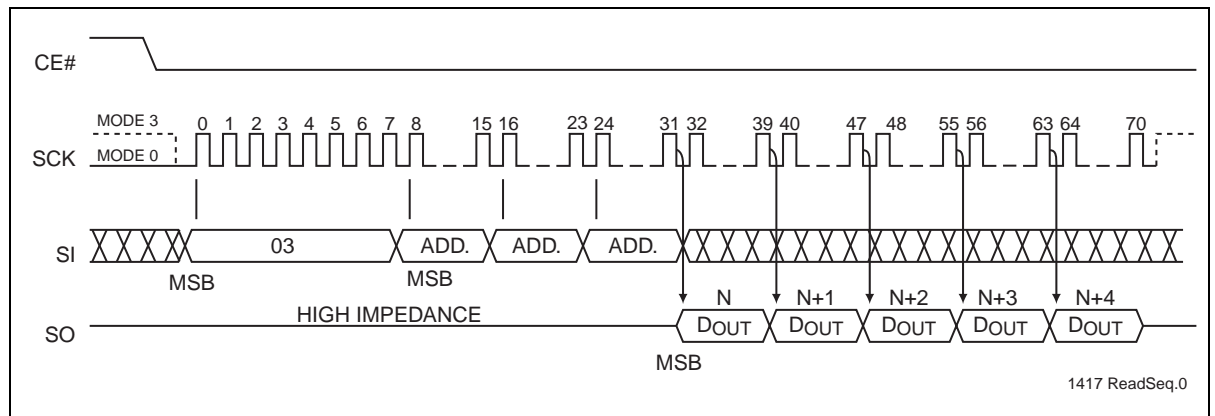 CE#
MODE 3
0 1 2 3 4 5 6 7 8 15 16 23 24 31 32 39 40 47 48 55 56 63 64 70
SCK
MODE 0
SI
03
ADD.
ADD.
ADD.
MSB
MSB
HIGH IMPEDANCE
N
N+1
N+2
N+3
N+4
SO
DOUT
DOUT
DOUT
DOUT
DOUT
MSB
1417 ReadSeq.0